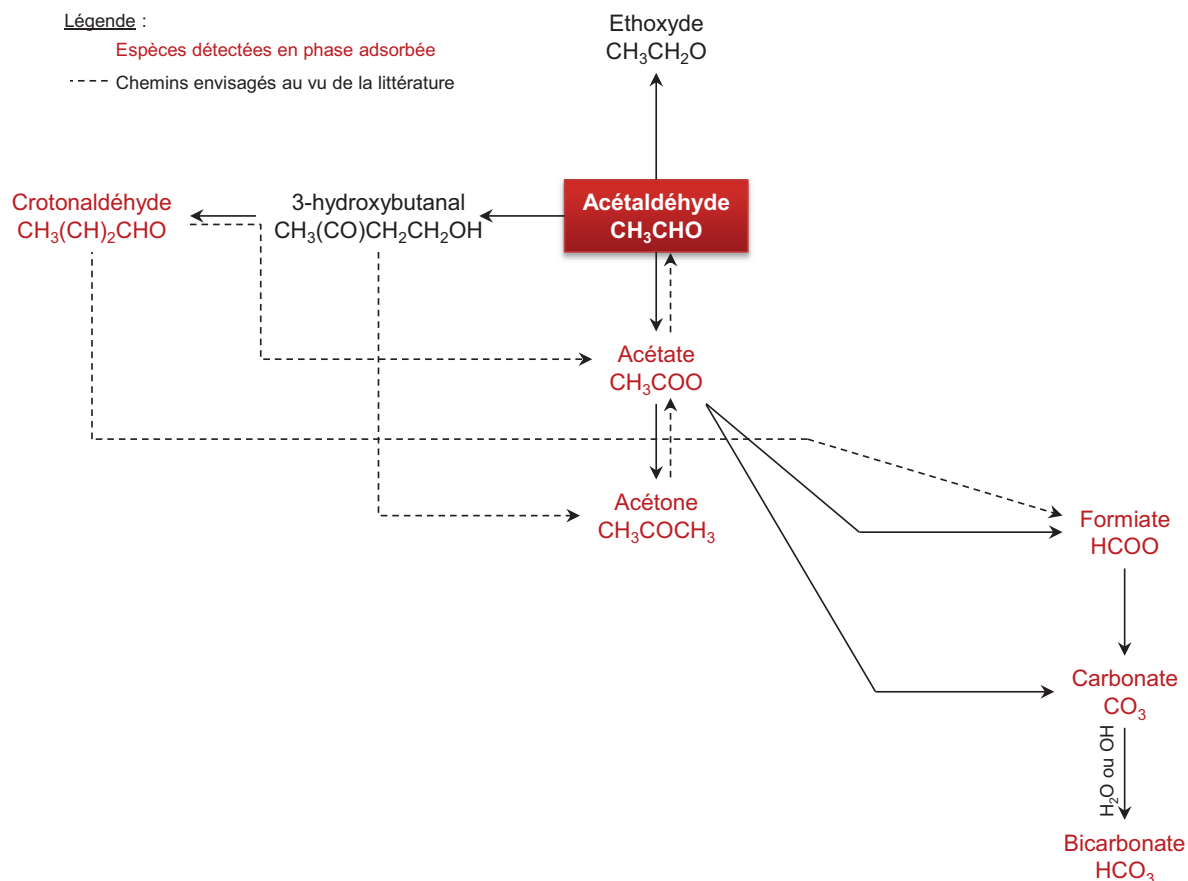 Légende :
Espèces détectées en phase adsorbée
Chemins envisagés au vu de la littérature
Ethoxyde
CH₃CH₂O
Crotonaldéhyde
CH₃(CH)₂CHO
3-hydroxybutanal
CH₃(CO)CH₂CH₂OH
Acétaldéhyde
CH₃CHO
Acétate
CH₃COO
Acétone
CH₃COCH₃
Formiate
HCOO
Carbonate
CO₃
H₂O ou OH
Bicarbonate
HCO₃